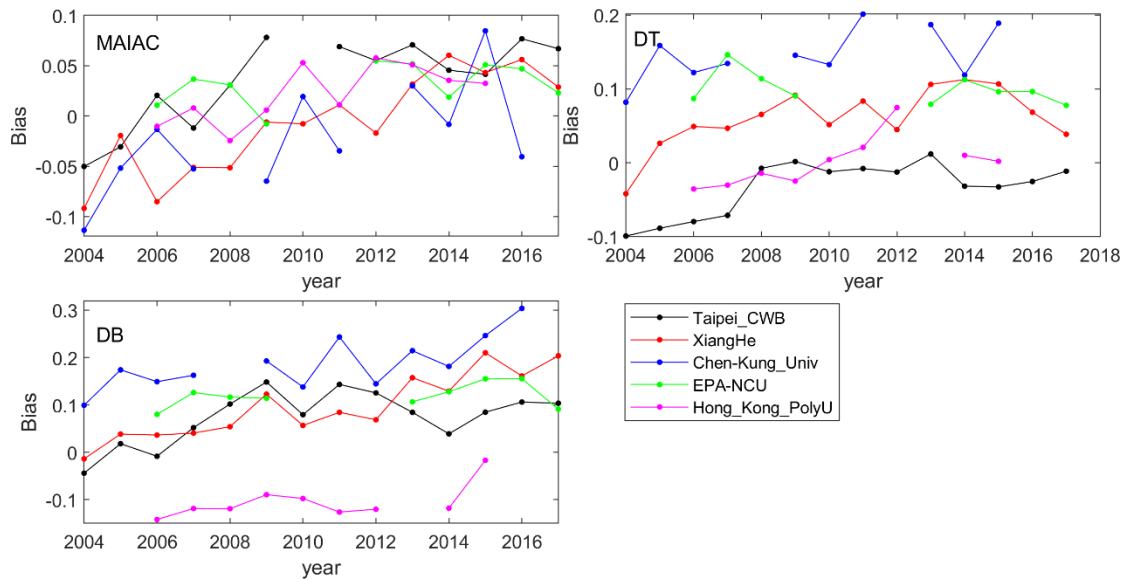 MAIAC
Bias
0.1
0.05
0
-0.05
-0.1
2004 2006 2008 2010 2012 2014 2016
year
DT
Bias
0.2
0.1
0
-0.1
2004 2006 2008 2010 2012 2014 2016 2018
year
DB
Bias
0.3
0.2
0.1
0
-0.1
2004 2006 2008 2010 2012 2014 2016
year
Taipei_CWB
XiangHe
Chen-Kung_Univ
EPA-NCU
Hong_Kong_PolyU